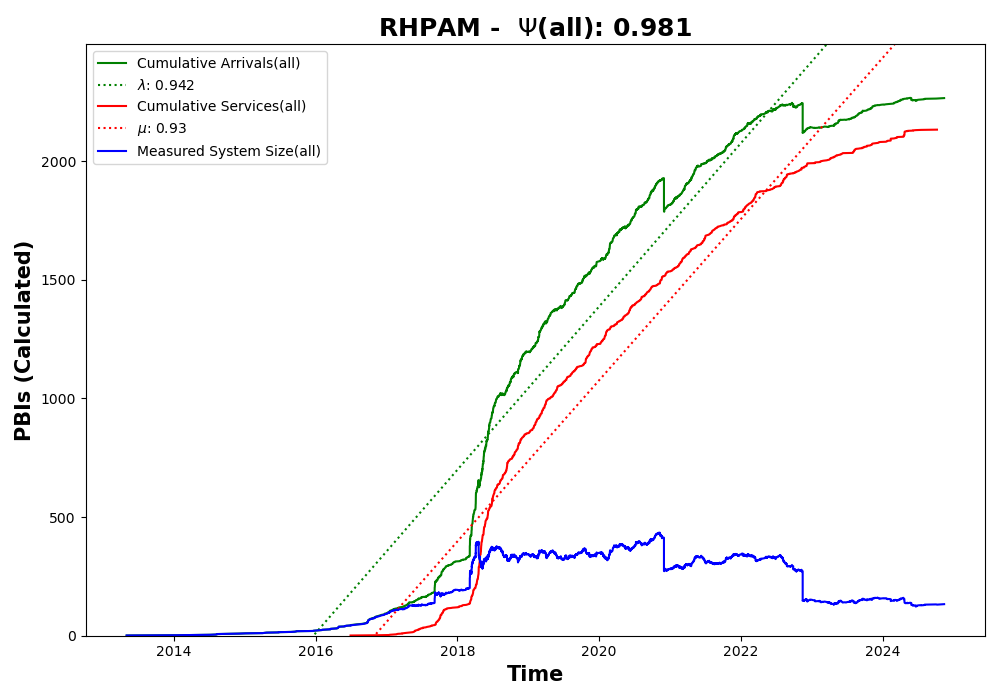 RHPAM - Ψ(all): 0.981
Cumulative Arrivals(all)
λ: 0.942
Cumulative Services(all)
μ: 0.93
Measured System Size(all)
PBIs (Calculated)
2000
1500
1000
500
0
2014 2016 2018 2020 2022 2024
Time